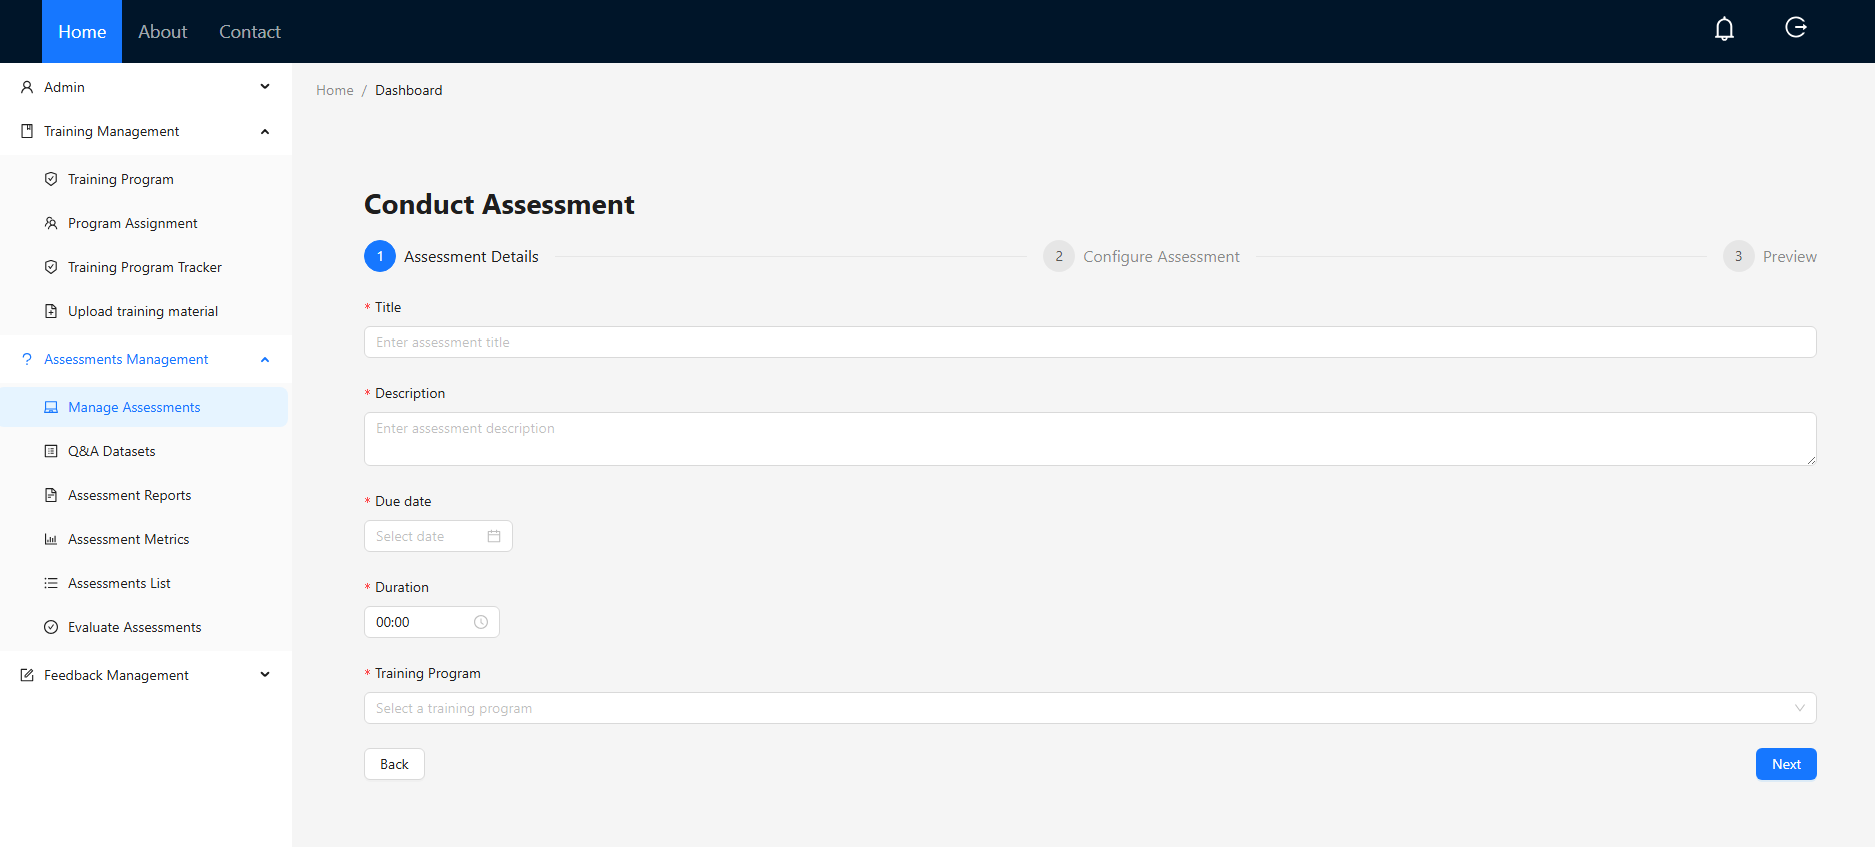 Home About Contact
Admin
Training Management
Training Program
Program Assignment
Training Program Tracker
Upload training material
Assessments Management
Manage Assessments
Q&A Datasets
Assessment Reports
Assessment Metrics
Assessments List
Evaluate Assessments
Feedback Management
Home / Dashboard
Conduct Assessment
1 Assessment Details 2 Configure Assessment 3 Preview
* Title
Enter assessment title
* Description
Enter assessment description
* Due date
Select date
* Duration
00:00
* Training Program
Select a training program
Back Next